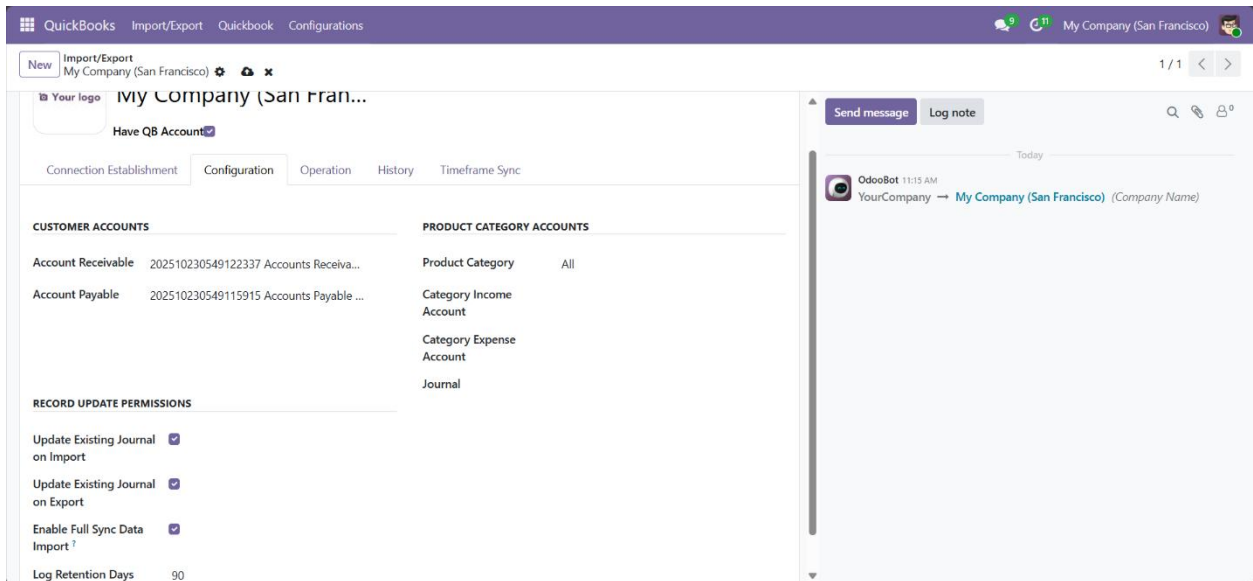 QuickBooks Import/Export Quickbook Configurations
9 11 My Company (San Francisco)
New Import/Export
My Company (San Francisco)
1 / 1
Your logo My Company (San Fran...
Have QB Account
Connection Establishment Configuration Operation History Timeframe Sync
CUSTOMER ACCOUNTS
Account Receivable 202510230549122337 Accounts Receiva...
Account Payable 202510230549115915 Accounts Payable ...
RECORD UPDATE PERMISSIONS
Update Existing Journal
on Import
Update Existing Journal
on Export
Enable Full Sync Data
Import ?
Log Retention Days 90
PRODUCT CATEGORY ACCOUNTS
Product Category All
Category Income
Account
Category Expense
Account
Journal
Send message Log note
0
Today
OdooBot 11:15 AM
YourCompany → My Company (San Francisco) (Company Name)